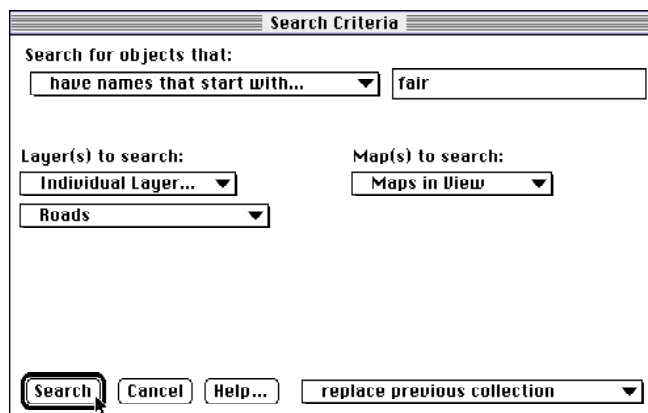 Search Criteria
Search for objects that:
have names that start with... fair
Layer(s) to search: Map(s) to search:
Individual Layer... Maps in View
Roads
Search Cancel Help... replace previous collection